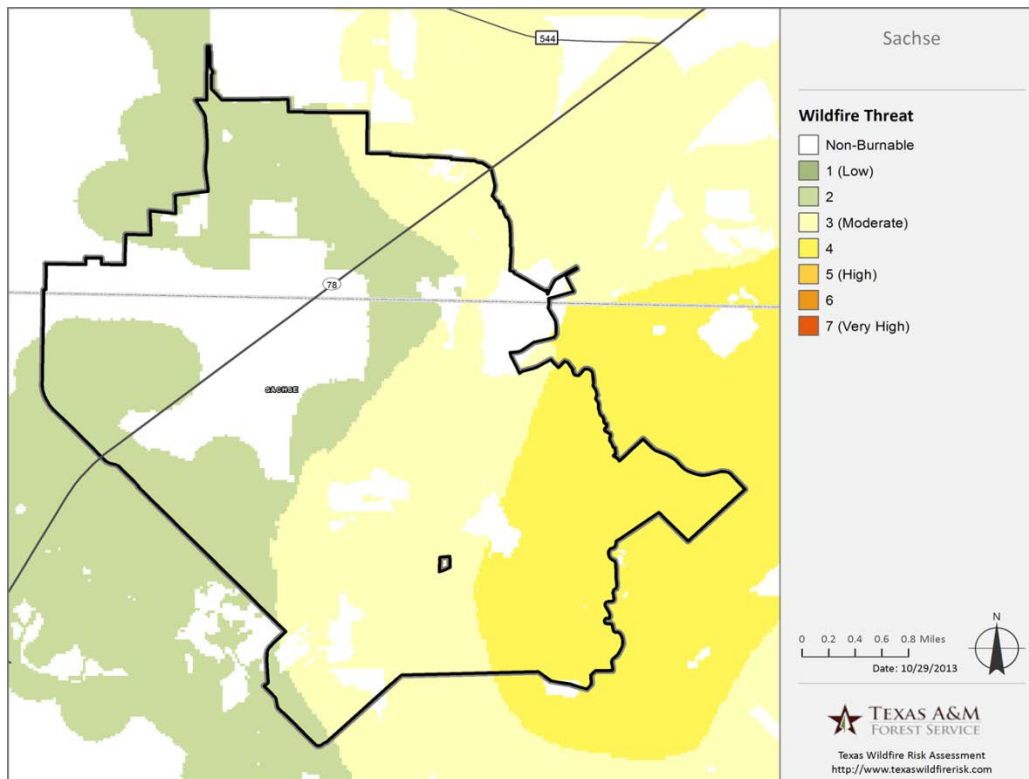 544
78
SACHSE
Sachse
Wildfire Threat
Non-Burnable
1 (Low)
2
3 (Moderate)
4
5 (High)
6
7 (Very High)
N
0 0.2 0.4 0.6 0.8 Miles
Date: 10/29/2013
TEXAS A&M
FOREST SERVICE
Texas Wildfire Risk Assessment
http://www.texaswildfirerisk.com